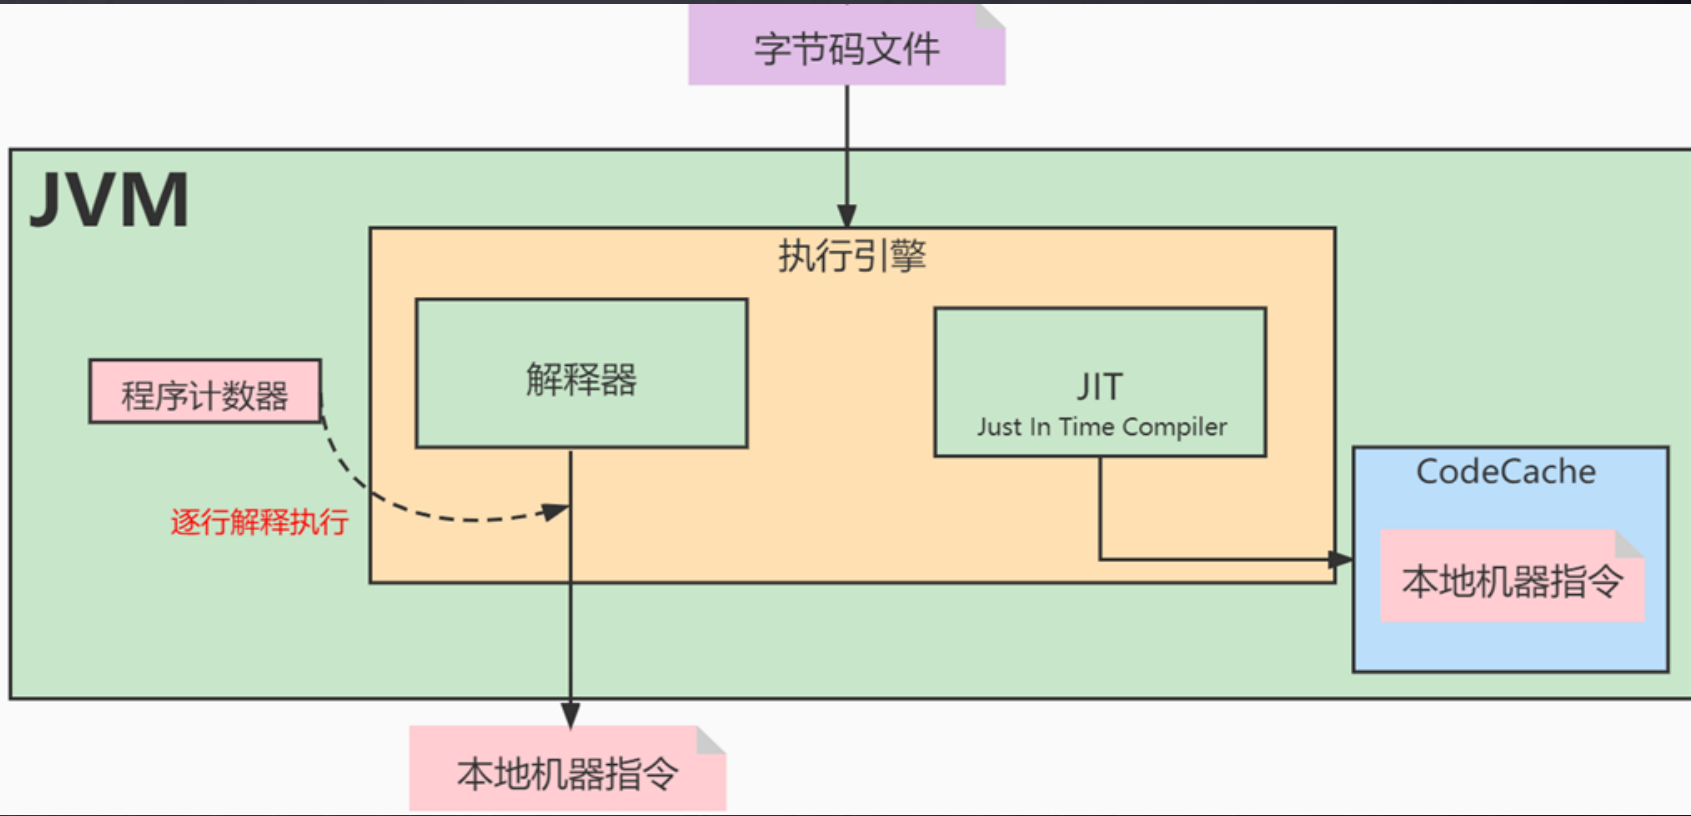 字节码文件
JVM
执行引擎
程序计数器
解释器
JIT
Just In Time Compiler
CodeCache
逐行解释执行
本地机器指令
本地机器指令